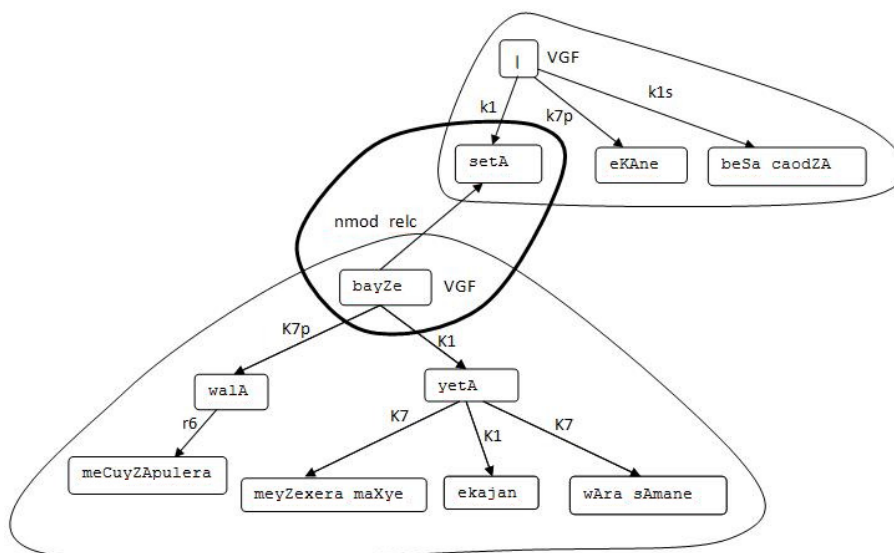 | VGF
k1 k7p k1s
setA eKAne beSa caodZA
nmod relc
bayZe VGF
K7p K1
walA yetA
r6 K7 K1 K7
meCuyZApulera meyZexera maXye ekajan wAra sAmane